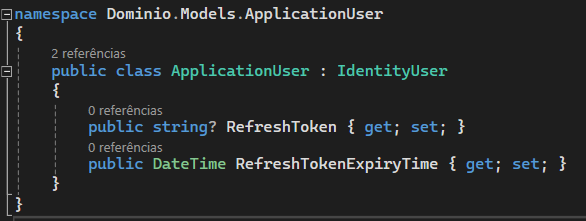 namespace Dominio.Models.ApplicationUser
{
2 referências
public class ApplicationUser : IdentityUser
{
0 referências
public string? RefreshToken { get; set; }
0 referências
public DateTime RefreshTokenExpiryTime { get; set; }
}
}